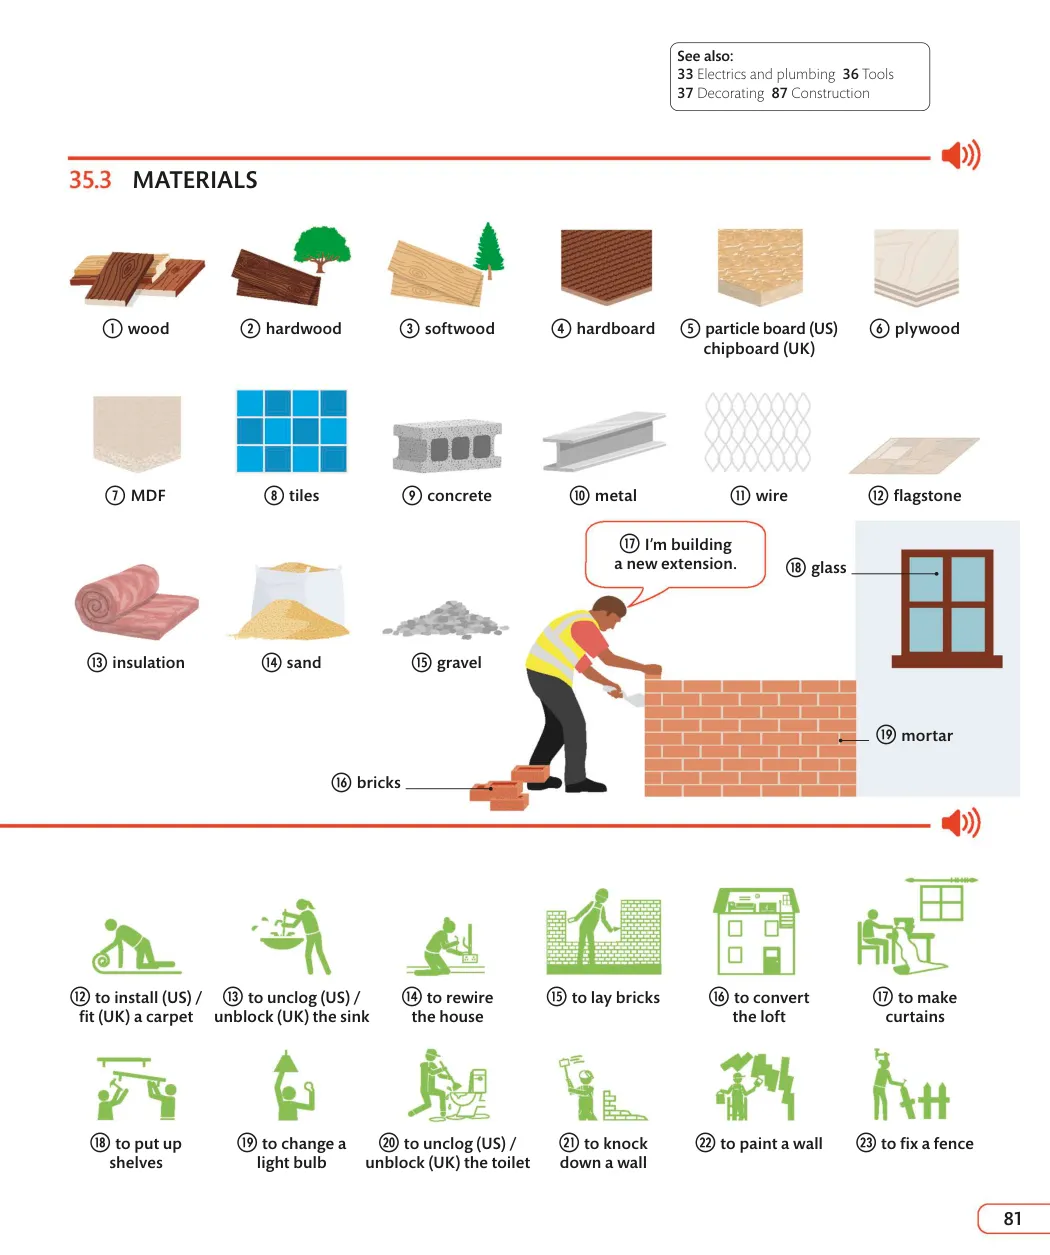 See also:
33 Electrics and plumbing 36 Tools
37 Decorating 87 Construction
35.3 MATERIALS
① wood
② hardwood
③ softwood
④ hardboard
⑤ particle board (US)
chipboard (UK)
⑥ plywood
⑦ MDF
⑧ tiles
⑨ concrete
⑩ metal
⑪ wire
⑫ flagstone
⑰ I'm building
a new extension.
⑱ glass
⑬ insulation
⑭ sand
⑮ gravel
⑲ mortar
⑯ bricks
⑫ to install (US) /
fit (UK) a carpet
⑬ to unclog (US) /
unblock (UK) the sink
⑭ to rewire
the house
⑮ to lay bricks
⑯ to convert
the loft
⑰ to make
curtains
⑱ to put up
shelves
⑲ to change a
light bulb
⑳ to unclog (US) /
unblock (UK) the toilet
㉑ to knock
down a wall
㉒ to paint a wall
㉓ to fix a fence
81